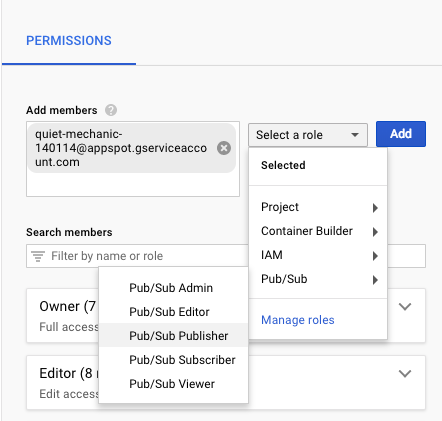 PERMISSIONS
Add members ?
quiet-mechanic-
140114@appspot.gserviceacco
unt.com
Select a role
Add
Selected
Project
Container Builder
IAM
Pub/Sub
Manage roles
Search members
Filter by name or role
Pub/Sub Admin
Pub/Sub Editor
Pub/Sub Publisher
Pub/Sub Subscriber
Pub/Sub Viewer
Owner (7
Full access
Editor (8
Edit access